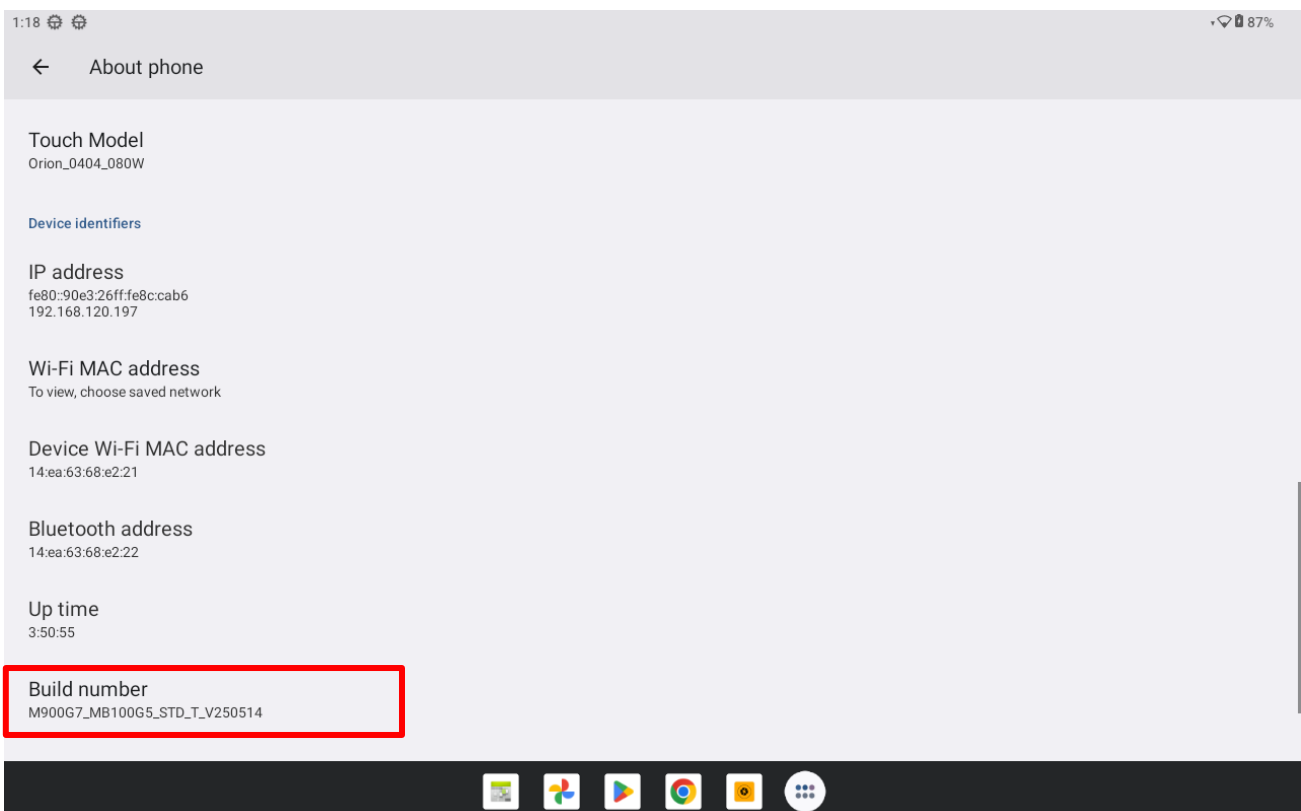 1:18
87%
About phone
Touch Model
Orion_0404_080W
Device identifiers
IP address
fe80::90e3:26ff:fe8c:cab6
192.168.120.197
Wi-Fi MAC address
To view, choose saved network
Device Wi-Fi MAC address
14:ea:63:68:e2:21
Bluetooth address
14:ea:63:68:e2:22
Up time
3:50:55
Build number
M900G7_MB100G5_STD_T_V250514